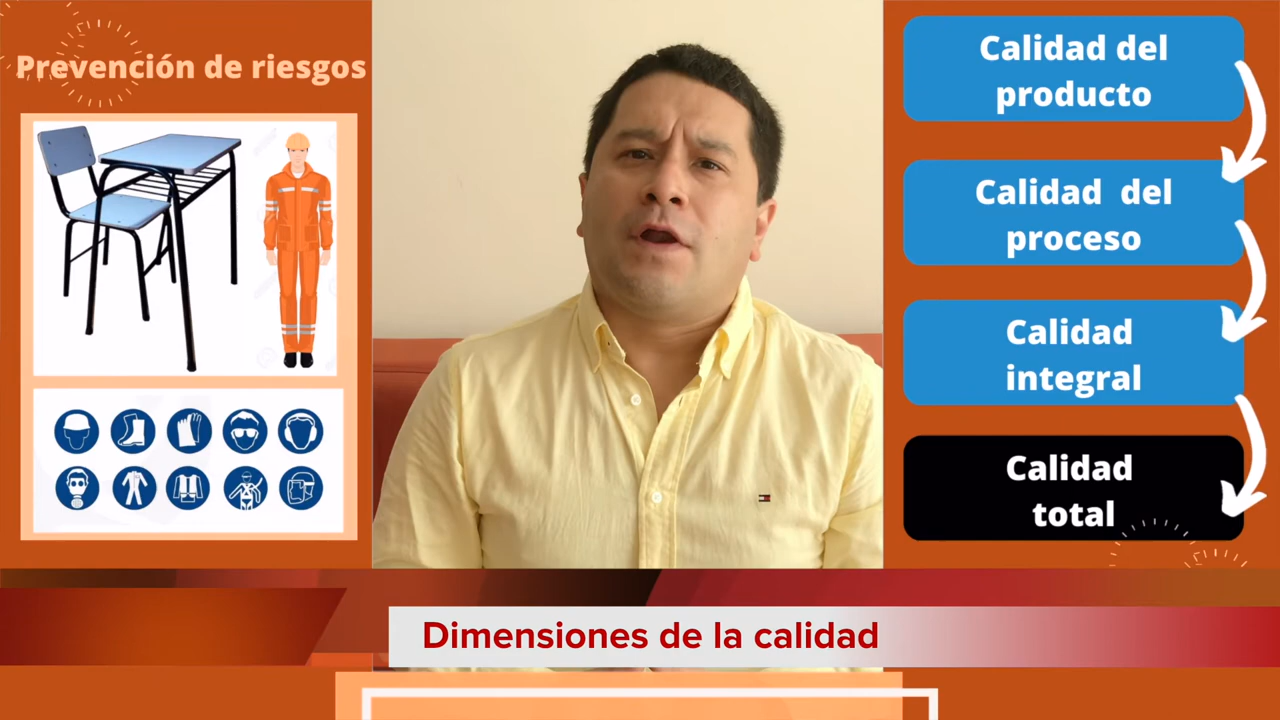 Prevención de riesgos
Calidad del
producto
Calidad del
proceso
Calidad
integral
Calidad
total
Dimensiones de la calidad